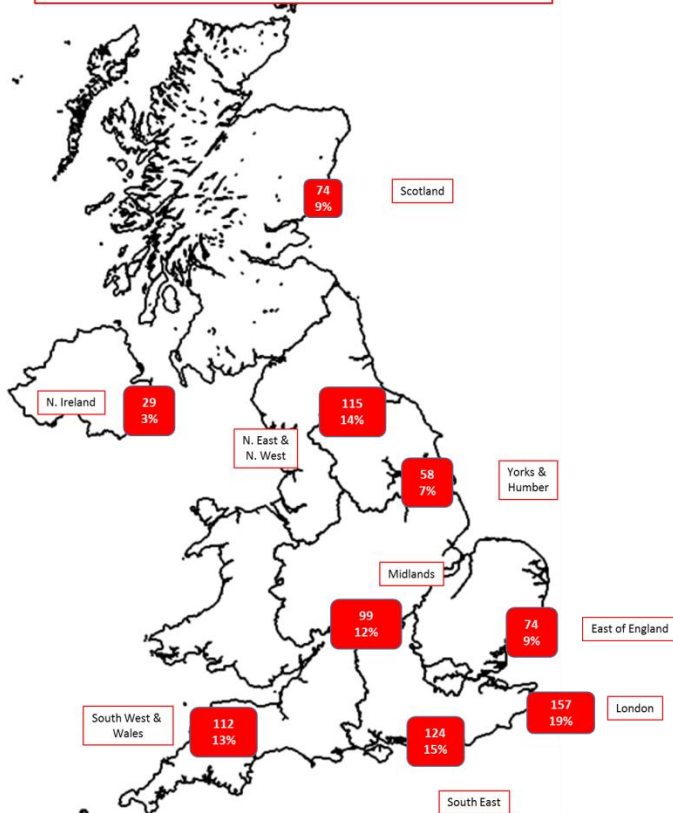 74
9%
Scotland
N. Ireland
29
3%
115
14%
N. East &
N. West
58
7%
Yorks &
Humber
Midlands
99
12%
74
9%
East of England
157
19%
London
South West &
Wales
112
13%
124
15%
South East